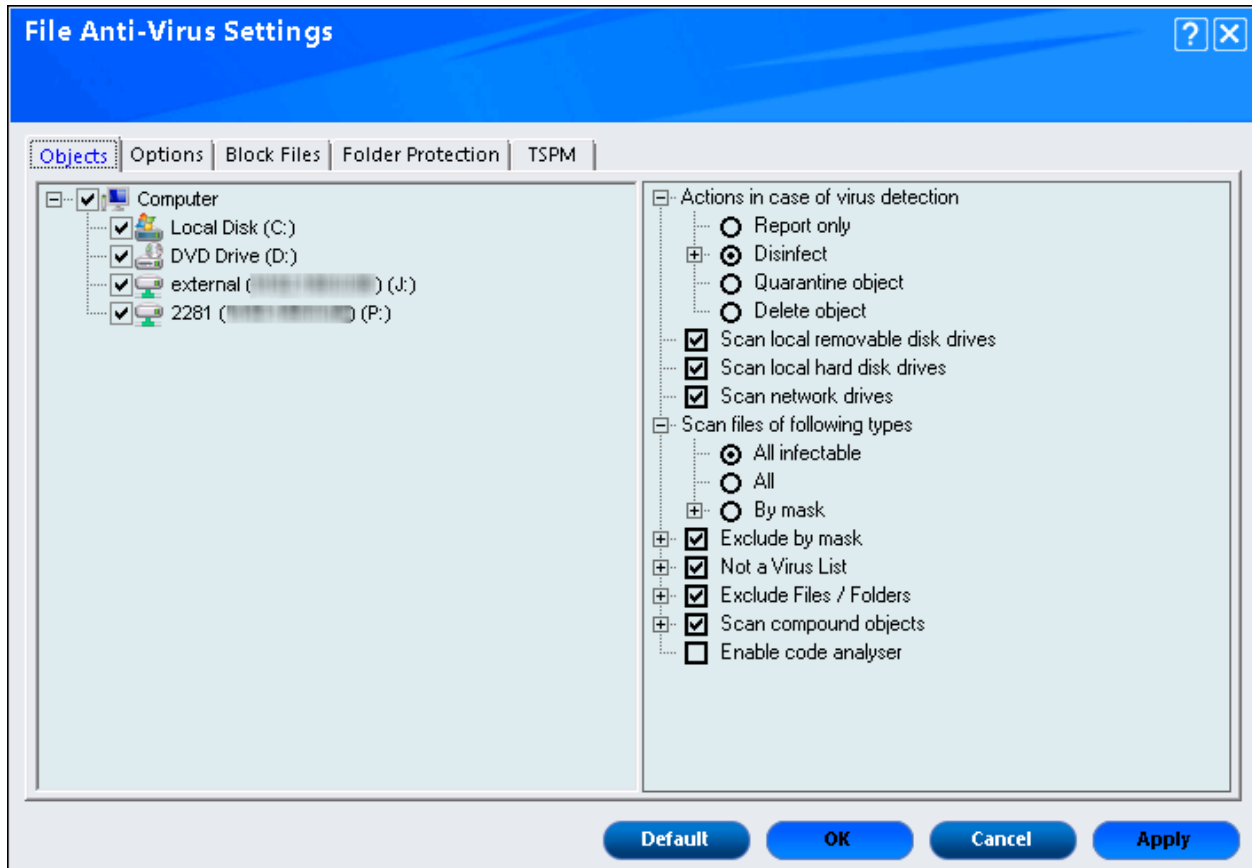 File Anti-Virus Settings
Objects
Options
Block Files
Folder Protection
TSPM
Computer
Local Disk (C:)
DVD Drive (D:)
external ( ) (J:)
2281 ( ) (P:)
Actions in case of virus detection
Report only
Disinfect
Quarantine object
Delete object
Scan local removable disk drives
Scan local hard disk drives
Scan network drives
Scan files of following types
All infectable
All
By mask
Exclude by mask
Not a Virus List
Exclude Files / Folders
Scan compound objects
Enable code analyser
Default
OK
Cancel
Apply